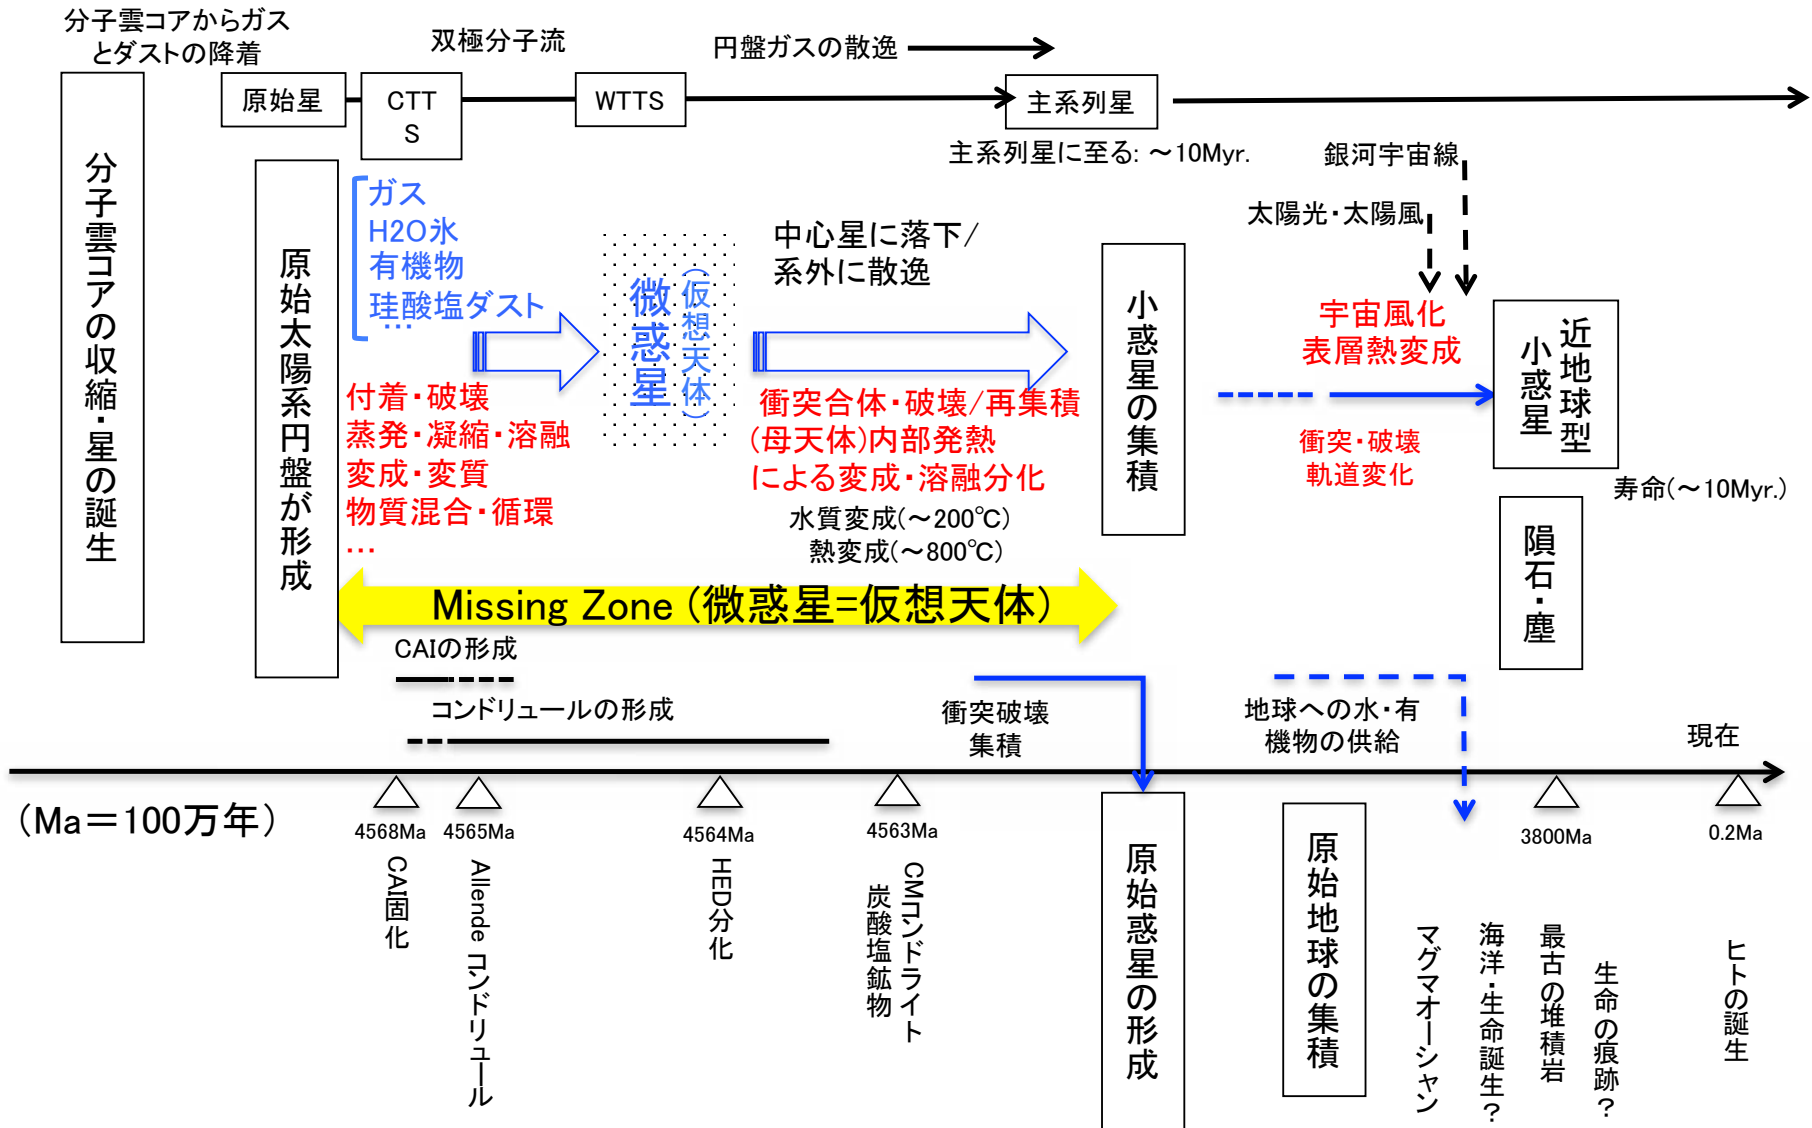 分子雲コアからガス
とダストの降着
双極分子流
円盤ガスの散逸
原始星
CTT
S
WTTS
主系列星
主系列星に至る: ～10Myr.
分子雲コアの収縮・星の誕生
原始太陽系円盤が形成
ガス
H2O氷
有機物
珪酸塩ダスト
…
付着・破壊
蒸発・凝縮・溶融
変成・変質
物質混合・循環
…
微惑星
(仮想天体)
中心星に落下/
系外に散逸
衝突合体・破壊/再集積
(母天体)内部発熱
による変成・溶融分化
水質変成(～200℃)
熱変成(～800℃)
小惑星の集積
銀河宇宙線
太陽光・太陽風
宇宙風化
表層熱変成
衝突・破壊
軌道変化
近地球型
小惑星
寿命(～10Myr.)
隕石・塵
Missing Zone (微惑星=仮想天体)
CAIの形成
コンドリュールの形成
衝突破壊
集積
地球への水・有
機物の供給
現在
(Ma＝100万年)
4568Ma
4565Ma
4564Ma
4563Ma
3800Ma
0.2Ma
CAI固化
Allende コンドリュール
HED分化
CMコンドライト
炭酸塩鉱物
原始惑星の形成
原始地球の集積
マグマオーシャン
海洋・生命誕生？
最古の堆積岩
生命の痕跡？
ヒトの誕生